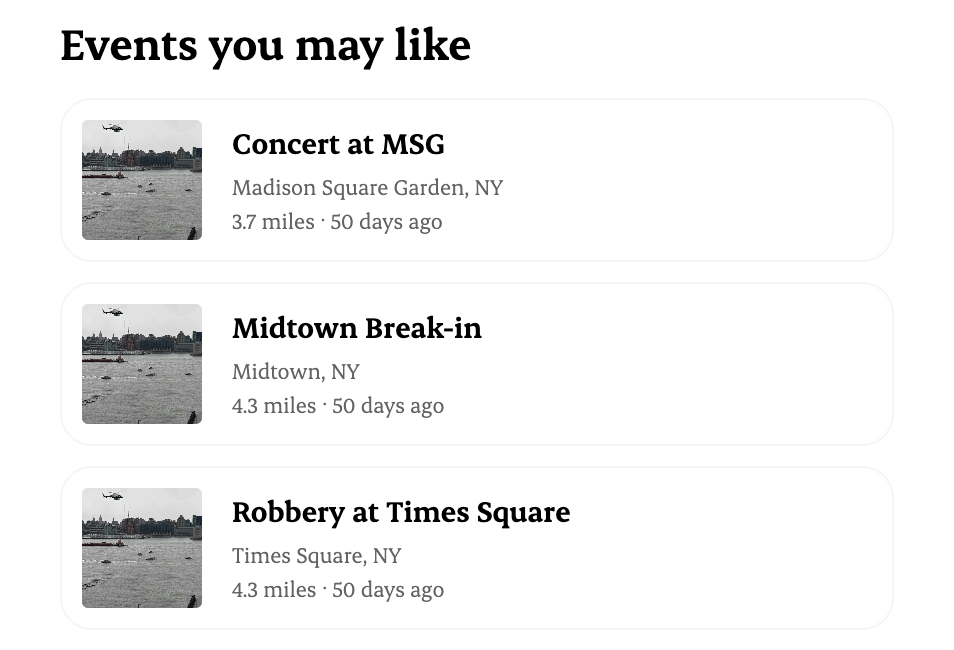 Events you may like
Concert at MSG
Madison Square Garden, NY
3.7 miles · 50 days ago
Midtown Break-in
Midtown, NY
4.3 miles · 50 days ago
Robbery at Times Square
Times Square, NY
4.3 miles · 50 days ago